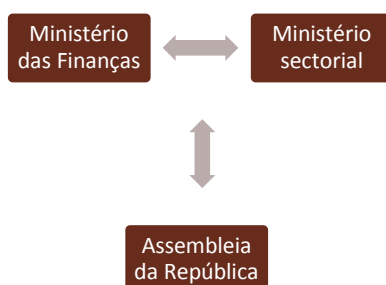 Ministério
das Finanças
Ministério
sectorial
Assembleia
da República